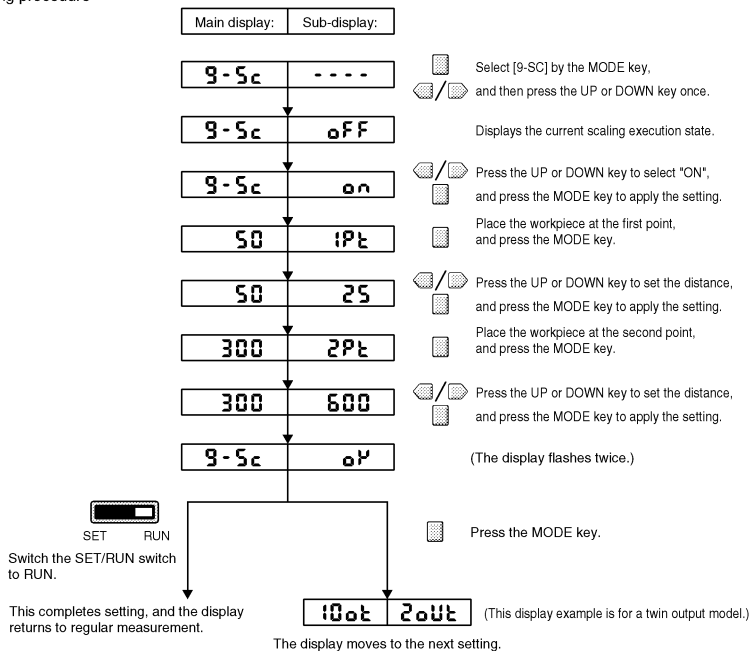 ng procedure
Main display: Sub-display:
9-Sc ----
Select [9-SC] by the MODE key,
/ and then press the UP or DOWN key once.
9-Sc oFF
Displays the current scaling execution state.
9-Sc on
/ Press the UP or DOWN key to select "ON",
and press the MODE key to apply the setting.
50 1Pt
Place the workpiece at the first point,
and press the MODE key.
50 25
/ Press the UP or DOWN key to set the distance,
and press the MODE key to apply the setting.
300 2Pt
Place the workpiece at the second point,
and press the MODE key.
300 600
/ Press the UP or DOWN key to set the distance,
and press the MODE key to apply the setting.
9-Sc oK
(The display flashes twice.)
SET RUN
Press the MODE key.
Switch the SET/RUN switch
to RUN.
This completes setting, and the display
returns to regular measurement.
10ot 2oUt
(This display example is for a twin output model.)
The display moves to the next setting.